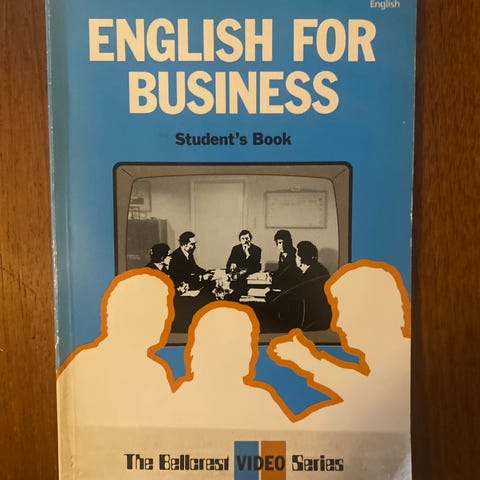 English
ENGLISH FOR
BUSINESS
Student's Book
The Bellcrest VIDEO Series